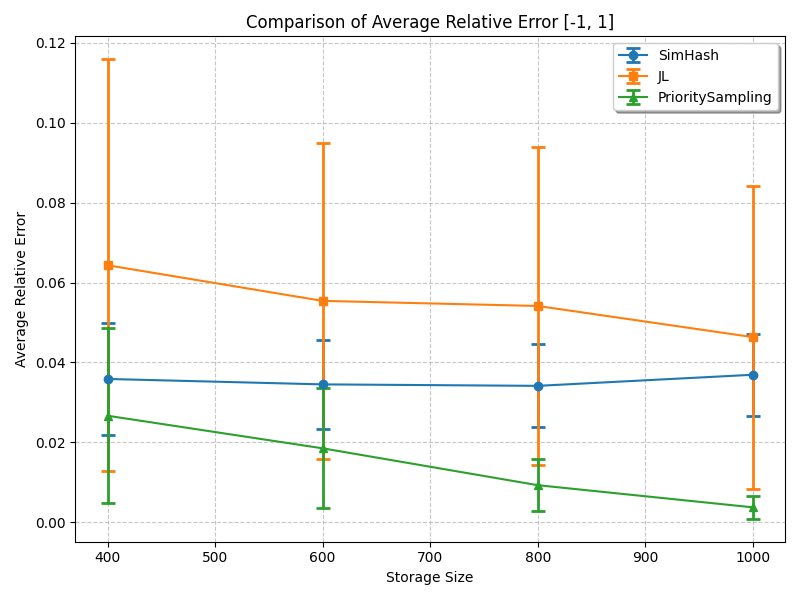 Comparison of Average Relative Error [-1, 1]
SimHash
JL
PrioritySampling
Average Relative Error
0.12
0.10
0.08
0.06
0.04
0.02
0.00
400
500
600
700
800
900
1000
Storage Size